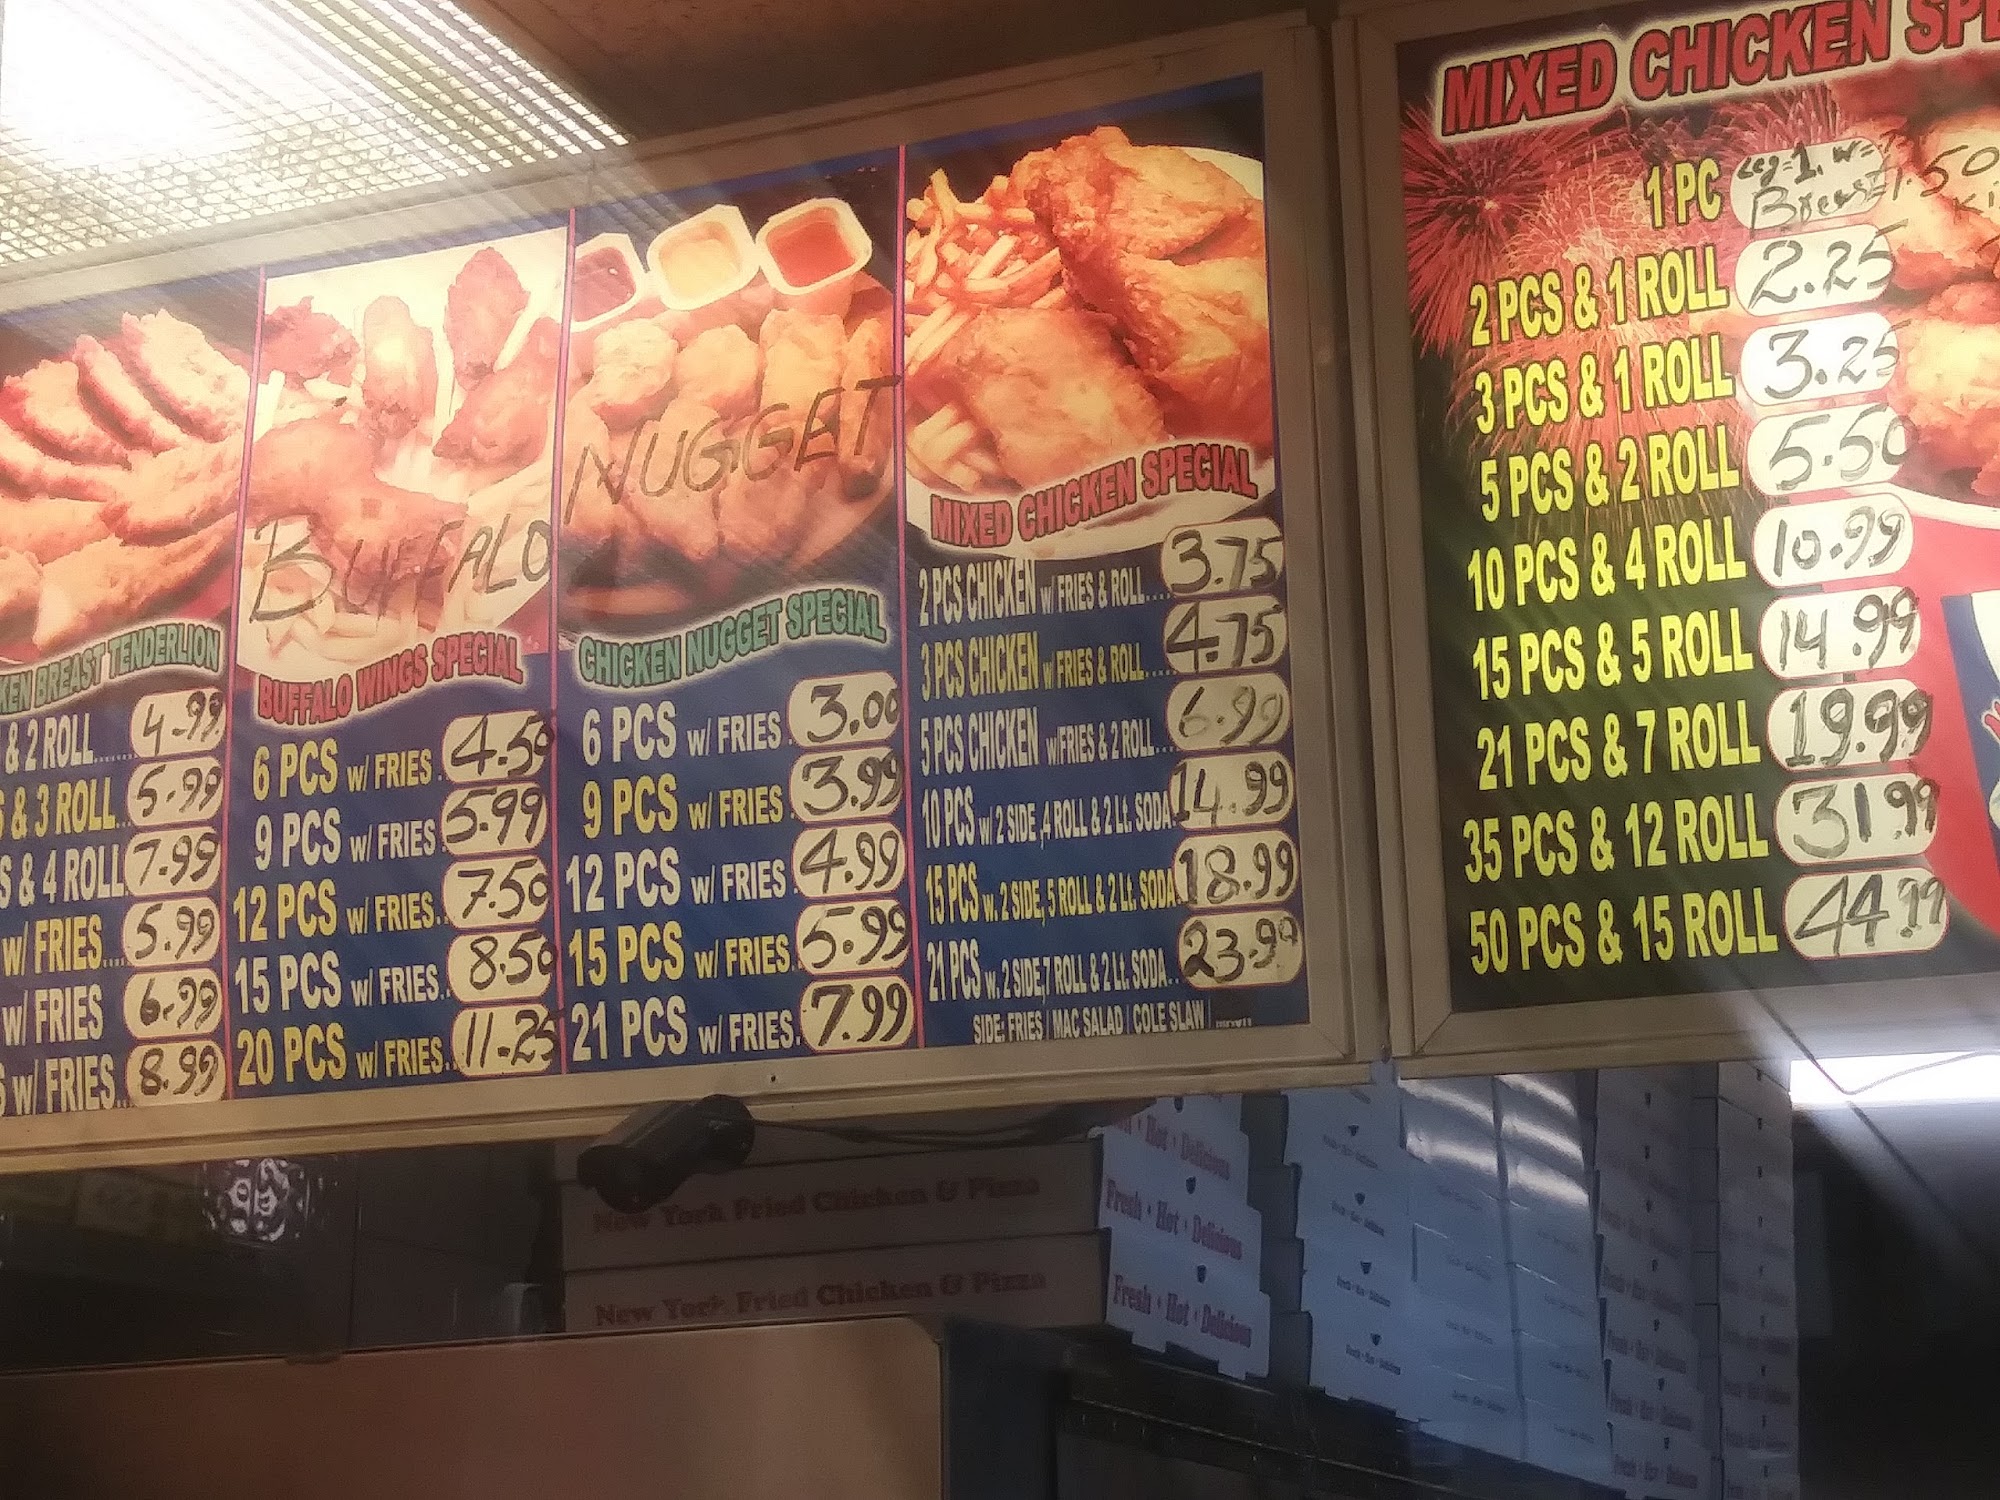 KEN BREAST TENDERLION
& 2 ROLL 4.99
& 3 ROLL 5.99
S & 4 ROLL 7.99
w/ FRIES 5.99
w/ FRIES 6.99
S w/ FRIES 8.99
BUFFALO
BUFFALO WINGS SPECIAL
6 PCS w/ FRIES 4.50
9 PCS w/ FRIES 5.99
12 PCS w/ FRIES 7.50
15 PCS w/ FRIES 8.50
20 PCS w/ FRIES 11.25
NUGGET
CHICKEN NUGGET SPECIAL
6 PCS w/ FRIES 3.00
9 PCS w/ FRIES 3.99
12 PCS w/ FRIES 4.99
15 PCS w/ FRIES 5.99
21 PCS w/ FRIES 7.99
MIXED CHICKEN SPECIAL
2 PCS CHICKEN w/ FRIES & ROLL 3.75
3 PCS CHICKEN w/ FRIES & ROLL 4.75
5 PCS CHICKEN w/FRIES & 2 ROLL 6.99
10 PCS w/ 2 SIDE ,4 ROLL & 2 Lt. SODA 14.99
15 PCS w. 2 SIDE, 5 ROLL & 2 Lt. SODA 18.99
21 PCS w. 2 SIDE,7 ROLL & 2 Lt. SODA 23.99
SIDE: FRIES / MAC SALAD / COLE SLAW /
MIXED CHICKEN SPE
1 PC Leg=1. w=
Breast=1.50
2 PCS & 1 ROLL 2.25
3 PCS & 1 ROLL 3.25
5 PCS & 2 ROLL 5.50
10 PCS & 4 ROLL 10.99
15 PCS & 5 ROLL 14.99
21 PCS & 7 ROLL 19.99
35 PCS & 12 ROLL 31.99
50 PCS & 15 ROLL 44.99
New York Fried Chicken & Pizza
New York Fried Chicken & Pizza
Hot • Delicious
Fresh • Hot • Delicious
Fresh • Hot • Delicious